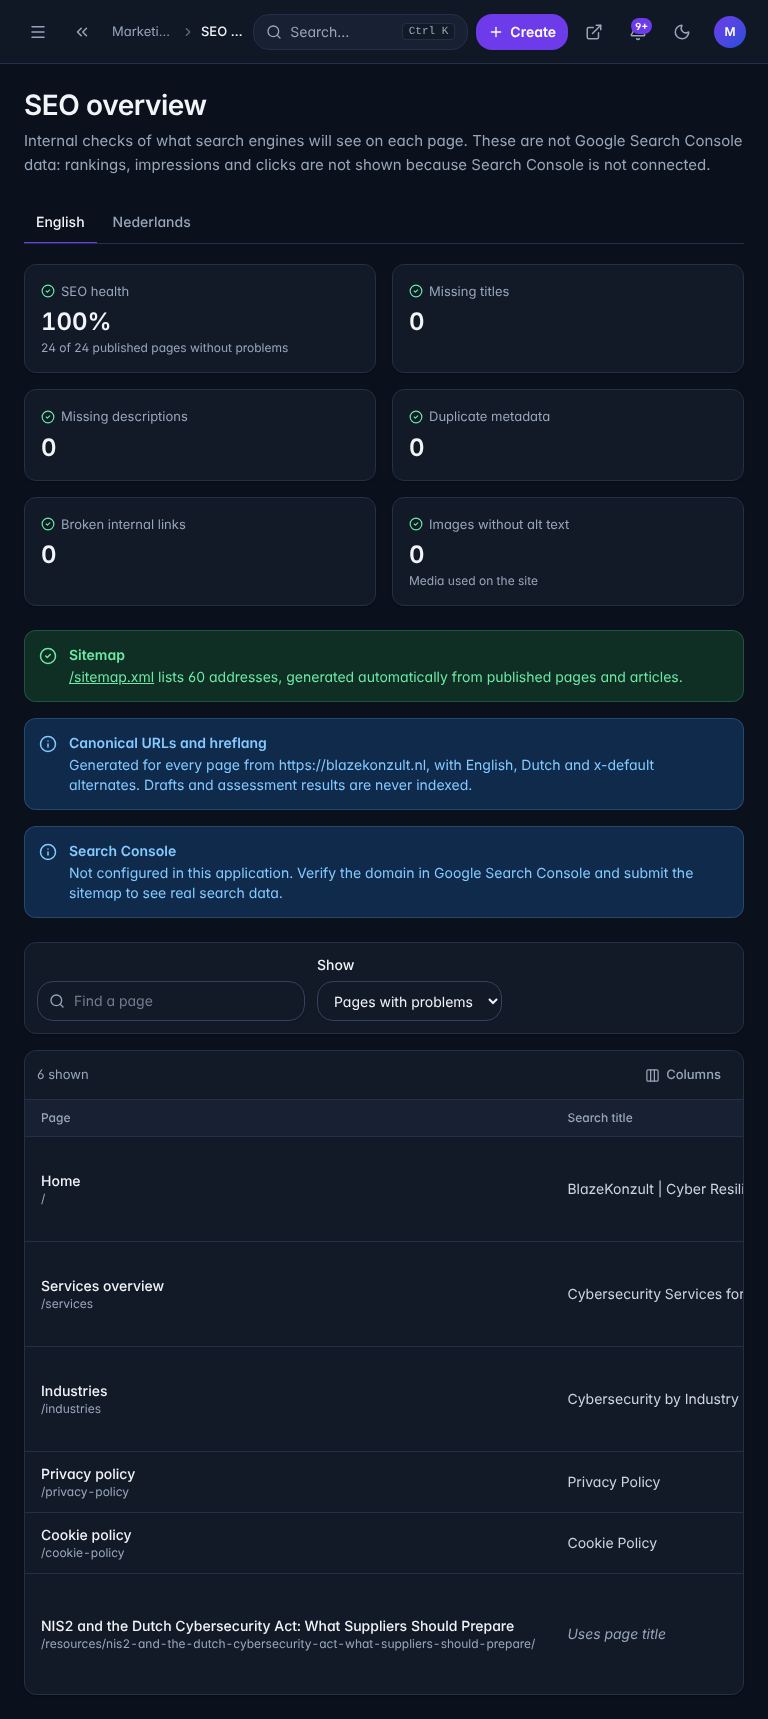 Marketi... > SEO ... Search... Ctrl K + Create 9+ M
SEO overview
Internal checks of what search engines will see on each page. These are not Google Search Console
data: rankings, impressions and clicks are not shown because Search Console is not connected.
English Nederlands
SEO health
100%
24 of 24 published pages without problems
Missing titles
0
Missing descriptions
0
Duplicate metadata
0
Broken internal links
0
Images without alt text
0
Media used on the site
Sitemap
/sitemap.xml lists 60 addresses, generated automatically from published pages and articles.
Canonical URLs and hreflang
Generated for every page from https://blazekonzult.nl, with English, Dutch and x-default
alternates. Drafts and assessment results are never indexed.
Search Console
Not configured in this application. Verify the domain in Google Search Console and submit the
sitemap to see real search data.
Show
Find a page
Pages with problems
6 shown
Columns
Page Search title
Home
/
BlazeKonzult | Cyber Resili
Services overview
/services
Cybersecurity Services for
Industries
/industries
Cybersecurity by Industry
Privacy policy
/privacy-policy
Privacy Policy
Cookie policy
/cookie-policy
Cookie Policy
NIS2 and the Dutch Cybersecurity Act: What Suppliers Should Prepare
/resources/nis2-and-the-dutch-cybersecurity-act-what-suppliers-should-prepare/
Uses page title